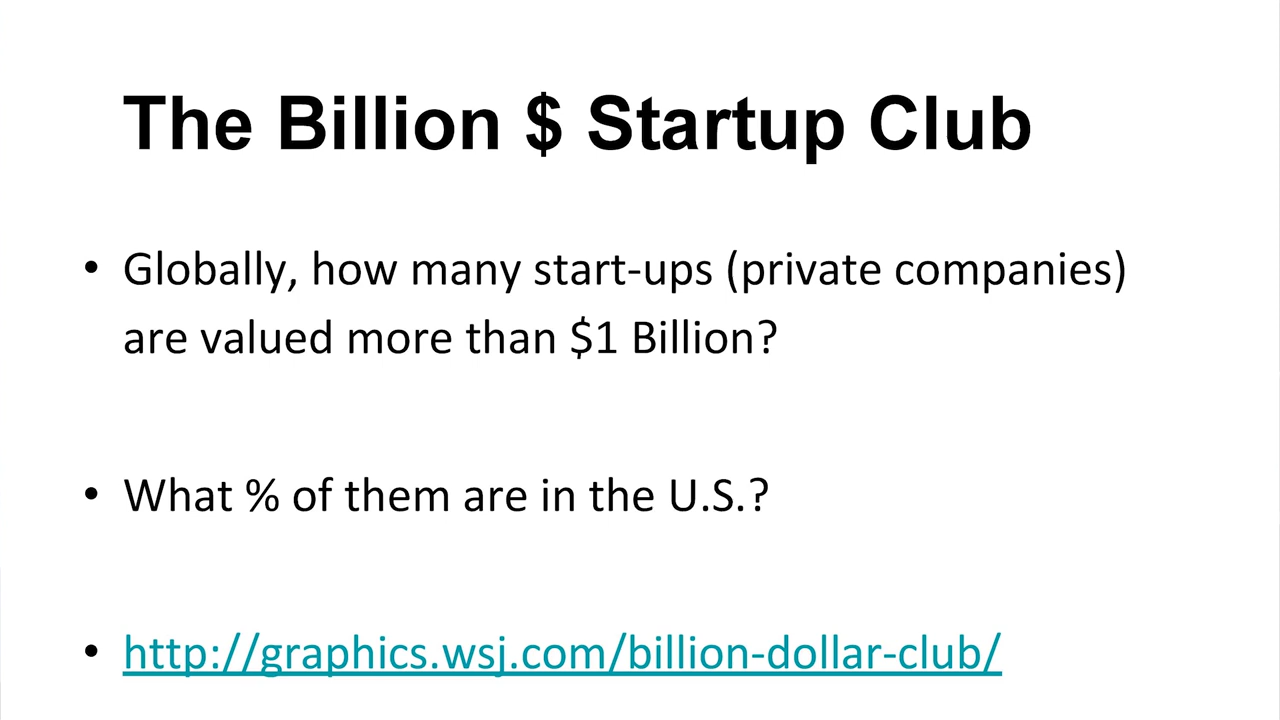 The Billion $ Startup Club
• Globally, how many start-ups (private companies)
are valued more than $1 Billion?
• What % of them are in the U.S.?
• http://graphics.wsj.com/billion-dollar-club/